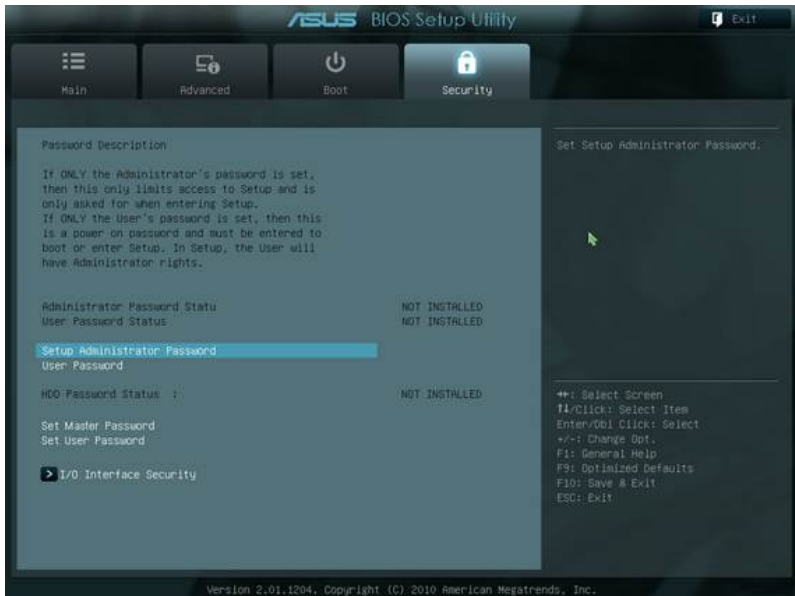 ASUS BIOS Setup Utility
Exit
Main
Advanced
Boot
Security
Password Description
If ONLY the Administrator's password is set,
then this only limits access to Setup and is
only asked for when entering Setup.
If ONLY the User's password is set, then this
is a power on password and must be entered to
boot or enter Setup. In Setup, the User will
have Administrator rights.
Administrator Password Statu NOT INSTALLED
User Password Status NOT INSTALLED
Setup Administrator Password
User Password
HDD Password Status : NOT INSTALLED
Set Master Password
Set User Password
> I/O Interface Security
Set Setup Administrator Password.
→←: Select Screen
↑↓/Click: Select Item
Enter/Dbl Click: Select
+/-: Change Opt.
F1: General Help
F9: Optimized Defaults
F10: Save & Exit
ESC: Exit
Version 2.01.1204. Copyright (C) 2010 American Megatrends, Inc.